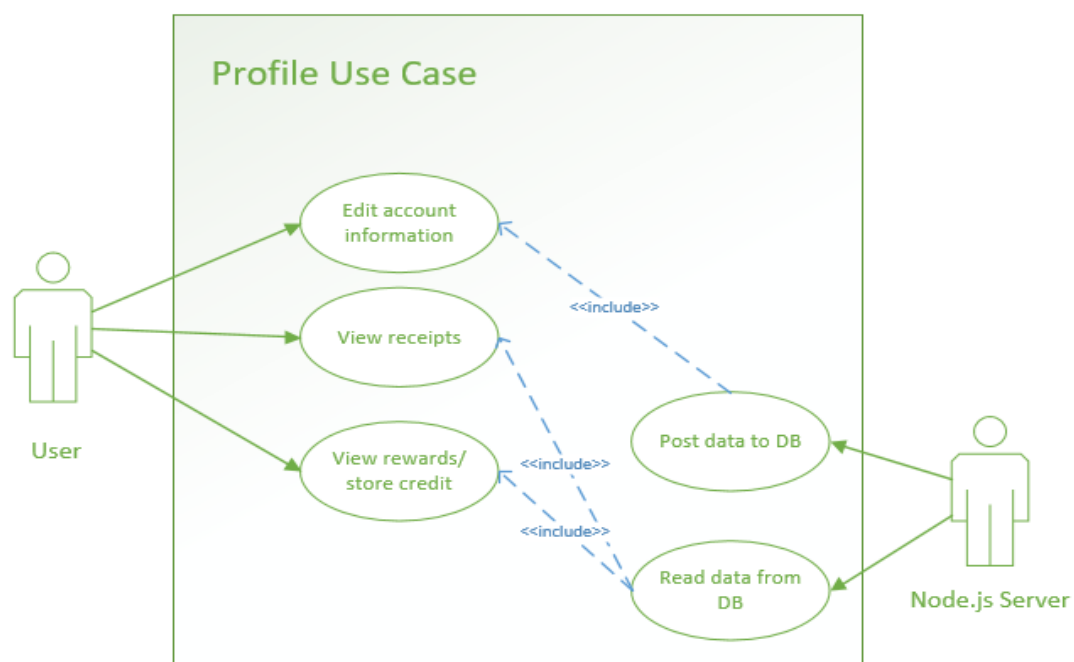 Profile Use Case
Edit account
information
<<include>>
View receipts
User
View rewards/
store credit
<<include>>
<<include>>
Post data to DB
Read data from
DB
Node.js Server